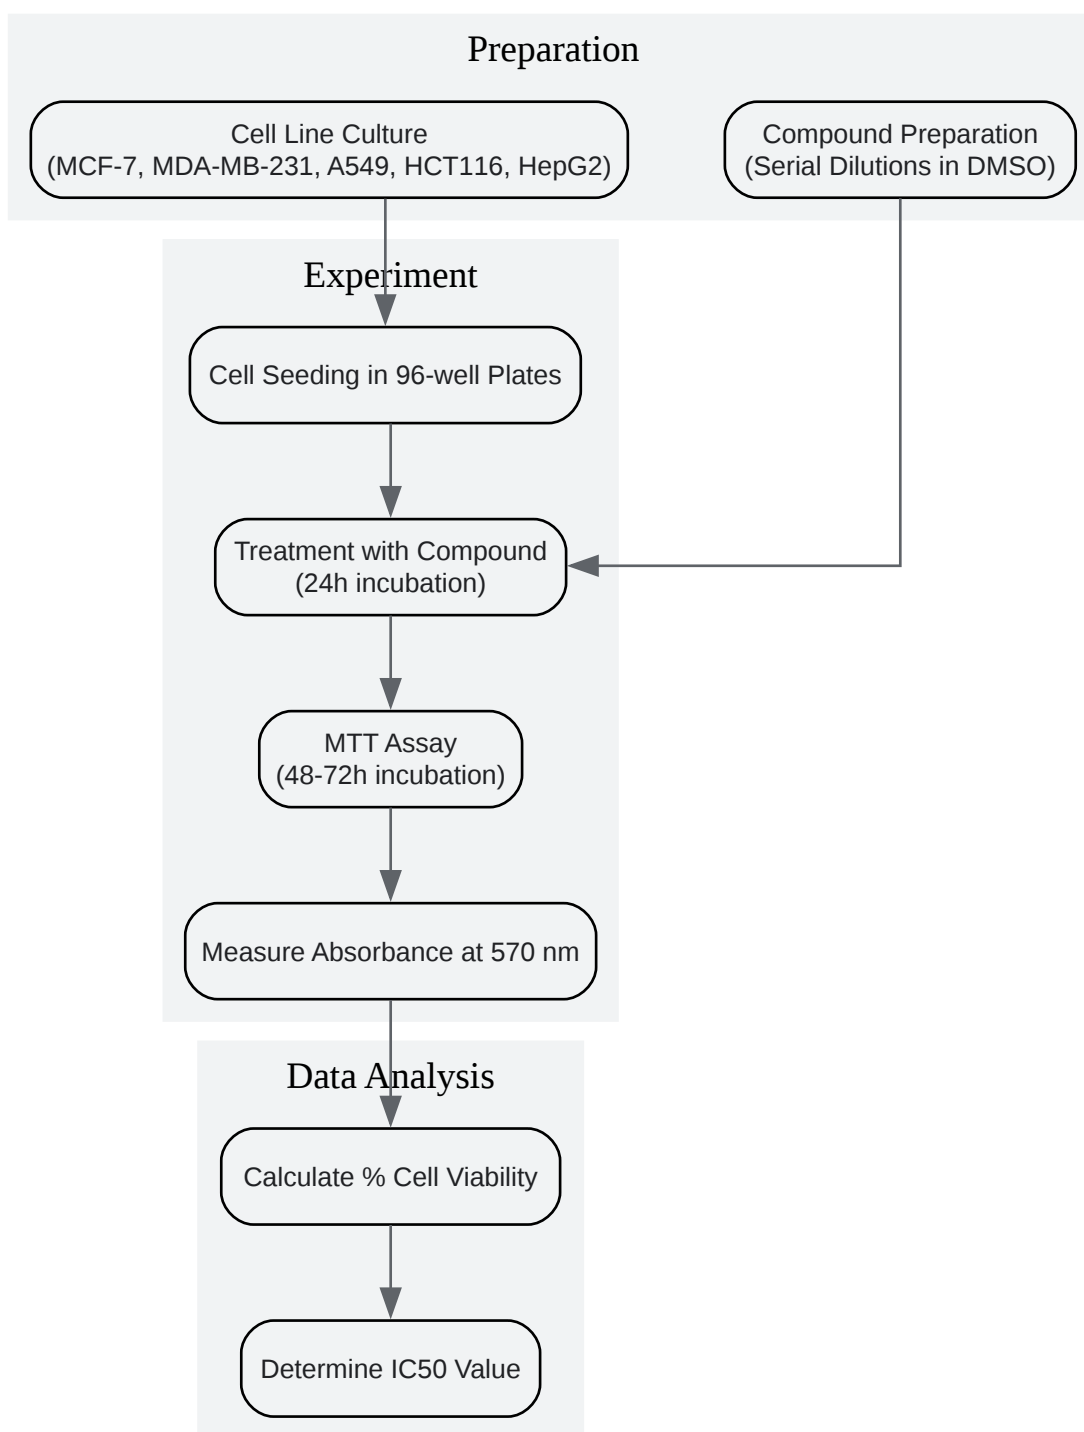 Preparation
Cell Line Culture
(MCF-7, MDA-MB-231, A549, HCT116, HepG2)
Compound Preparation
(Serial Dilutions in DMSO)
Experiment
Cell Seeding in 96-well Plates
Treatment with Compound
(24h incubation)
MTT Assay
(48-72h incubation)
Measure Absorbance at 570 nm
Data Analysis
Calculate % Cell Viability
Determine IC50 Value